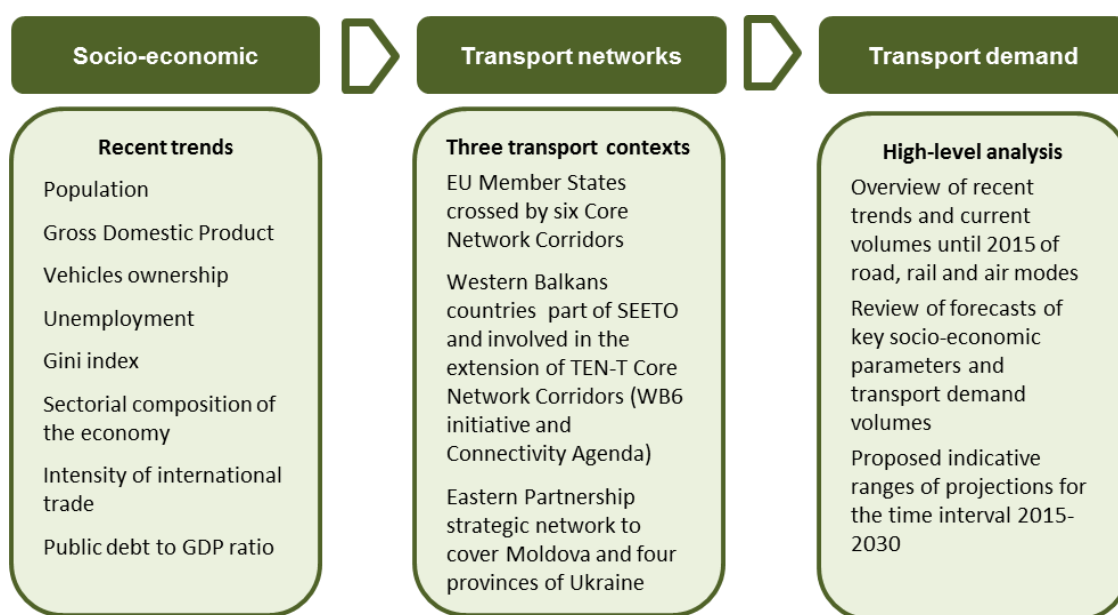 Socio-economic
Transport networks
Transport demand
Recent trends
Population
Gross Domestic Product
Vehicles ownership
Unemployment
Gini index
Sectorial composition of
the economy
Intensity of international
trade
Public debt to GDP ratio
Three transport contexts
EU Member States
crossed by six Core
Network Corridors
Western Balkans
countries part of SEETO
and involved in the
extension of TEN-T Core
Network Corridors (WB6
initiative and
Connectivity Agenda)
Eastern Partnership
strategic network to
cover Moldova and four
provinces of Ukraine
High-level analysis
Overview of recent
trends and current
volumes until 2015 of
road, rail and air modes
Review of forecasts of
key socio-economic
parameters and
transport demand
volumes
Proposed indicative
ranges of projections for
the time interval 2015-
2030